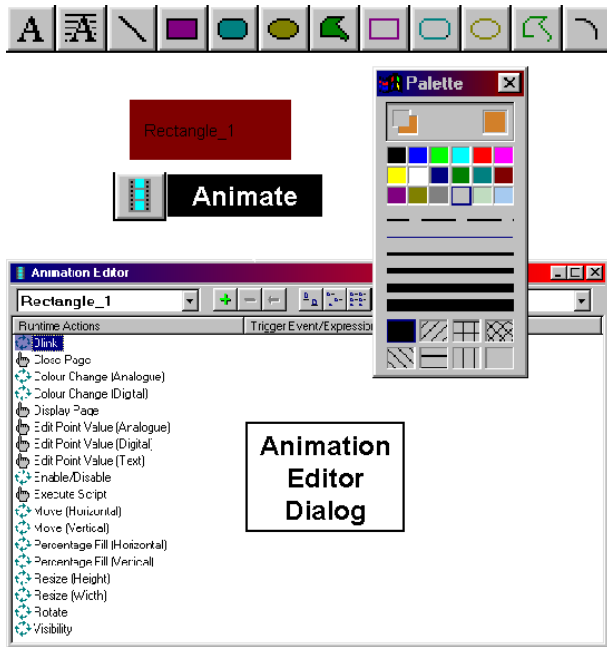 A A
Palette
Rectangle_1
Animate
Animation Editor
Rectangle_1
Runtime Actions Trigger Event/Expression
Blink
Close Page
Colour Change (Analogue)
Colour Change (Digital)
Display Page
Edit Point Value (Analogue)
Edit Point Value (Digital)
Edit Point Value (Text)
Enable/Disable
Execute Script
Move (Horizontal)
Move (Vertical)
Percentage Fill (Horizontal)
Percentage Fill (Vertical)
Resize (Height)
Resize (Width)
Rotate
Visibility
Animation
Editor
Dialog